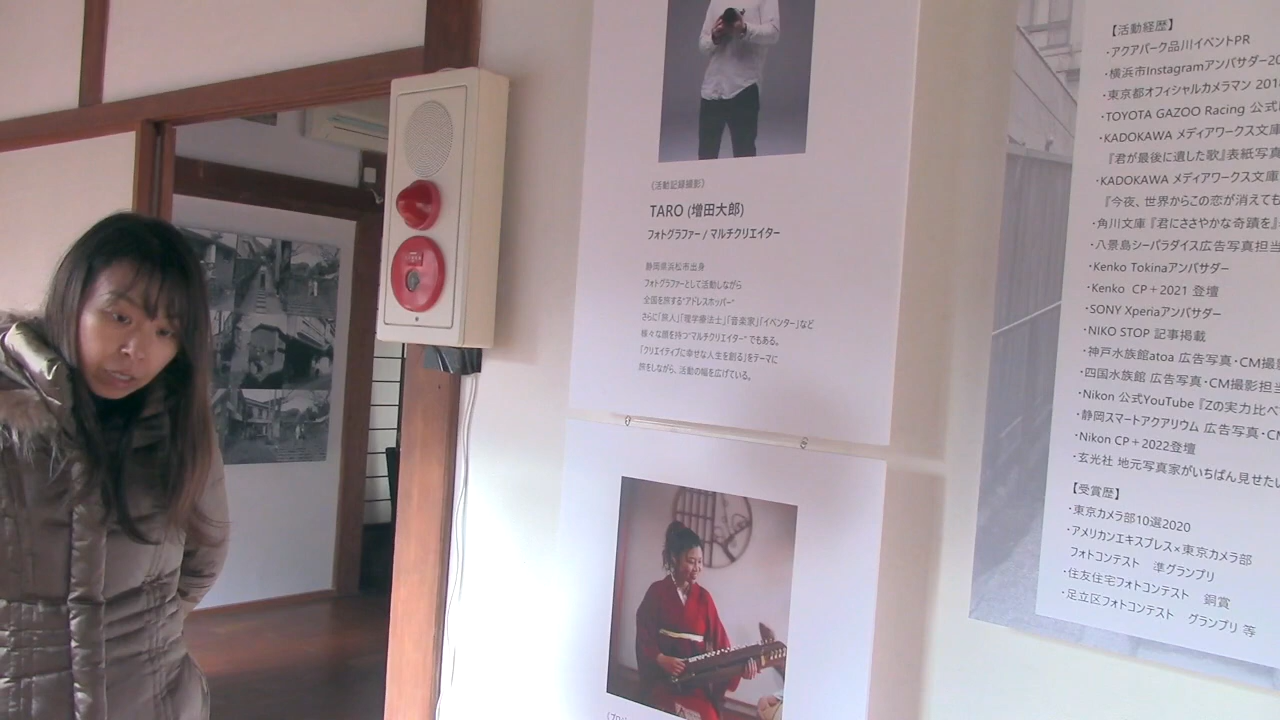 《活動記録撮影》
TARO (増田大郎)
フォトグラファー / マルチクリエイター
静岡県浜松市出身
フォトグラファーとして活動しながら
全国を旅する"アドレスホッパー"
さらに「旅人」「理学療法士」「音楽家」「イベンター」など
様々な顔を持つ"マルチクリエイター"でもある。
「クリエイティブに幸せな人生を創る」をテーマに
旅をしながら、活動の幅を広げている。
【活動経歴】
・アクアパーク品川イベントPR
・横浜市Instagramアンバサダー20
・東京都オフィシャルカメラマン 201
・TOYOTA GAZOO Racing 公式
・KADOKAWA メディアワークス文庫
『君が最後に遺した歌』表紙写真
・KADOKAWA メディアワークス文庫
『今夜、世界からこの恋が消えても
・角川文庫『君にささやかな奇蹟を』
・八景島シーパラダイス広告写真担当
・Kenko Tokinaアンバサダー
・Kenko CP+2021 登壇
・SONY Xperiaアンバサダー
・NIKO STOP 記事掲載
・神戸水族館atoa 広告写真・CM撮影
・四国水族館 広告写真・CM撮影担当
・Nikon 公式YouTube『Zの実力比べ
・静岡スマートアクアリウム 広告写真・CM
・Nikon CP+2022登壇
・玄光社 地元写真家がいちばん見せたい
【受賞歴】
・東京カメラ部10選2020
・アメリカンエキスプレス×東京カメラ部
フォトコンテスト 準グランプリ
・住友住宅フォトコンテスト 銅賞
・足立区フォトコンテスト グランプリ 等